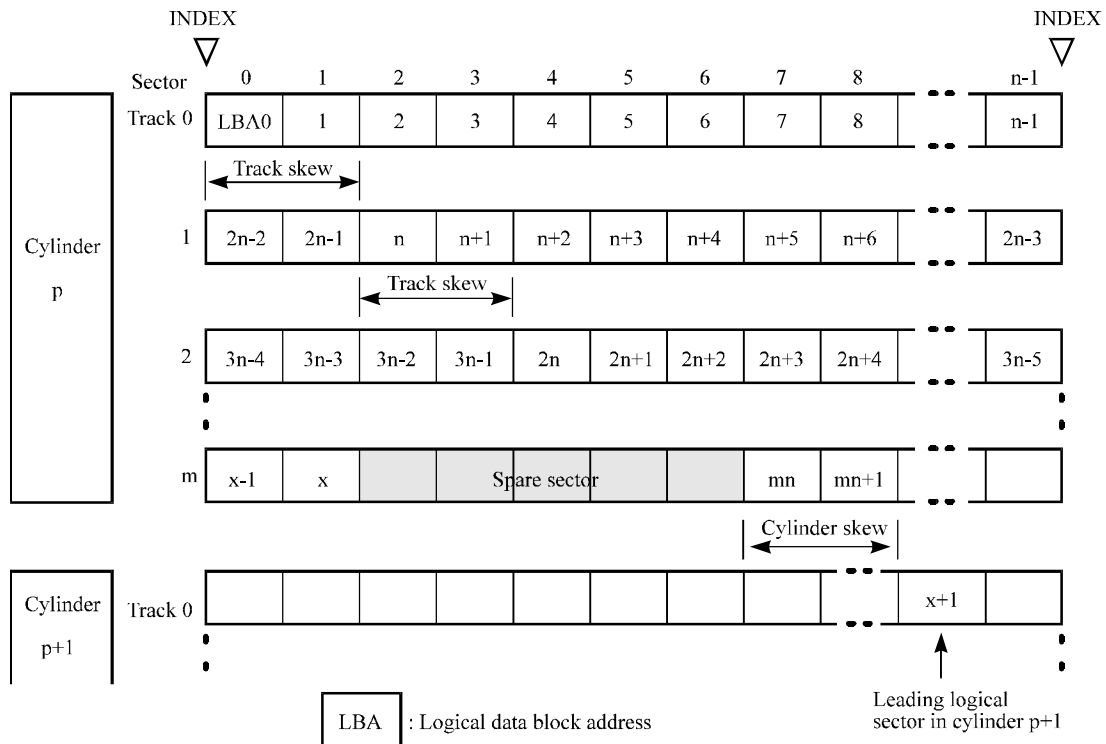 INDEX INDEX
Sector 0 1 2 3 4 5 6 7 8 n-1
Track 0 LBA0 1 2 3 4 5 6 7 8 n-1
Track skew
1 2n-2 2n-1 n n+1 n+2 n+3 n+4 n+5 n+6 2n-3
Cylinder
p
Track skew
2 3n-4 3n-3 3n-2 3n-1 2n 2n+1 2n+2 2n+3 2n+4 3n-5
m x-1 x Spare sector mn mn+1
Cylinder skew
Cylinder
p+1
Track 0 x+1
Leading logical
sector in cylinder p+1
LBA : Logical data block address